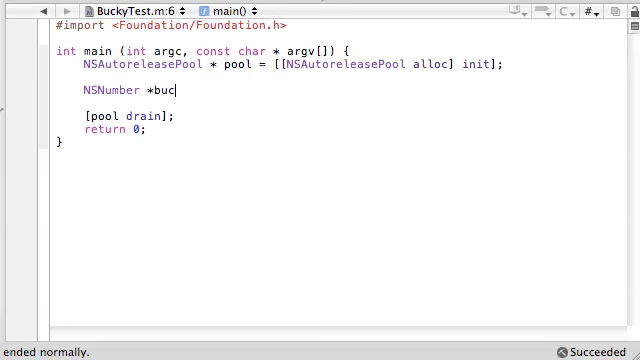 BuckyTest.m:6 main() C #
#import <Foundation/Foundation.h>
int main (int argc, const char * argv[]) {
NSAutoreleasePool * pool = [[NSAutoreleasePool alloc] init];
NSNumber *buc
[pool drain];
return 0;
}
ended normally. Succeeded